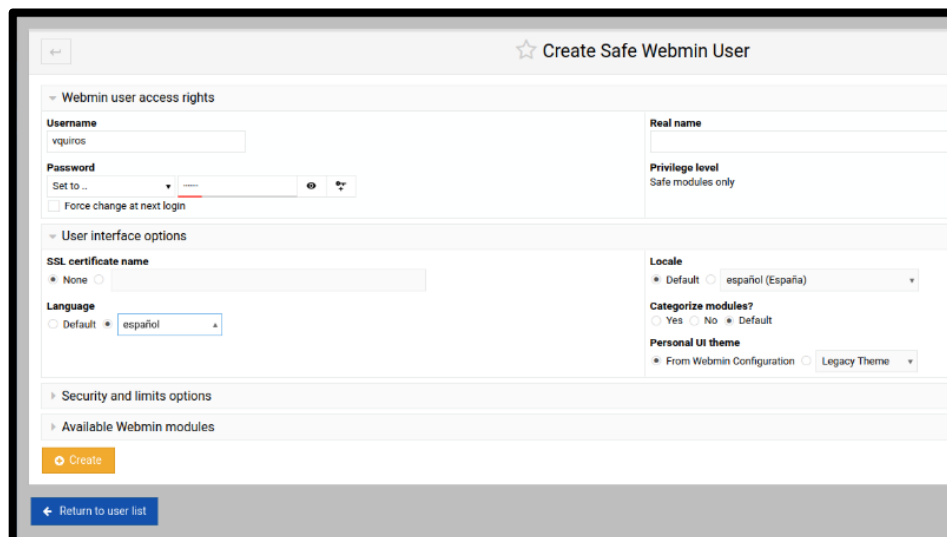 Create Safe Webmin User
Webmin user access rights
Username
vquiros
Real name
Password
Set to ..
Force change at next login
Privilege level
Safe modules only
User interface options
SSL certificate name
None
Locale
Default español (España)
Language
Default español
Categorize modules?
Yes No Default
Personal UI theme
From Webmin Configuration Legacy Theme
Security and limits options
Available Webmin modules
Create
Return to user list